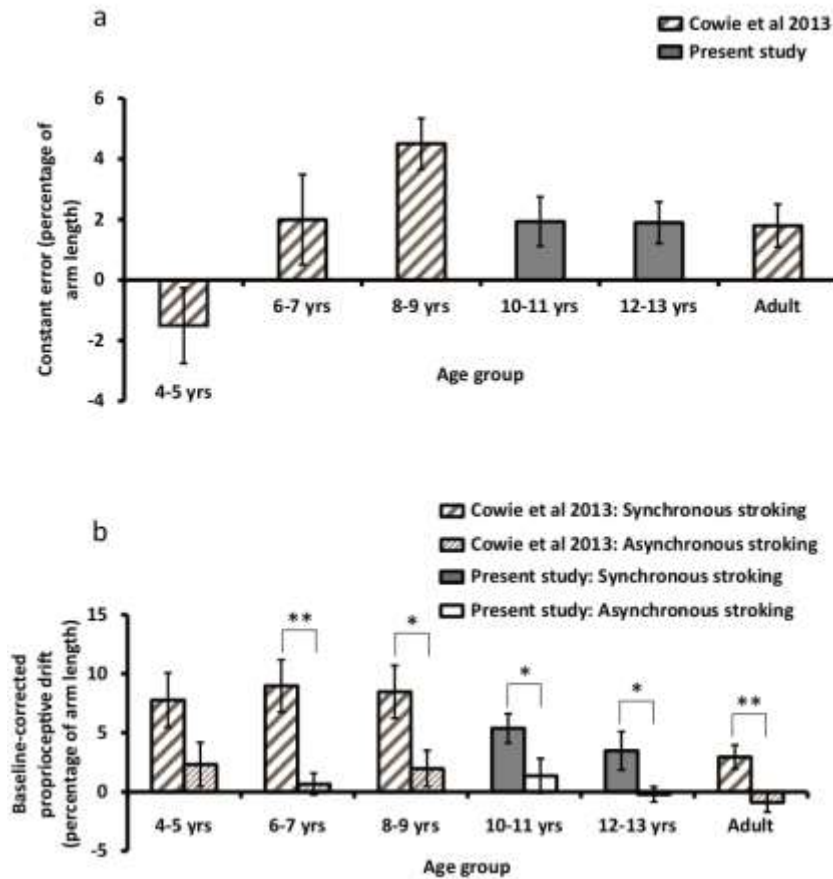 a
Cowie et al 2013
Present study
Constant error (percentage of
arm length)
6
4
2
0
-2
-4
4-5 yrs
6-7 yrs
8-9 yrs
10-11 yrs
12-13 yrs
Adult
Age group
b
Cowie et al 2013: Synchronous stroking
Cowie et al 2013: Asynchronous stroking
Present study: Synchronous stroking
Present study: Asynchronous stroking
Baseline-corrected
proprioceptive drift
(percentage of arm length)
15
10
5
0
-5
**
*
*
*
**
4-5 yrs
6-7 yrs
8-9 yrs
10-11 yrs
12-13 yrs
Adult
Age group